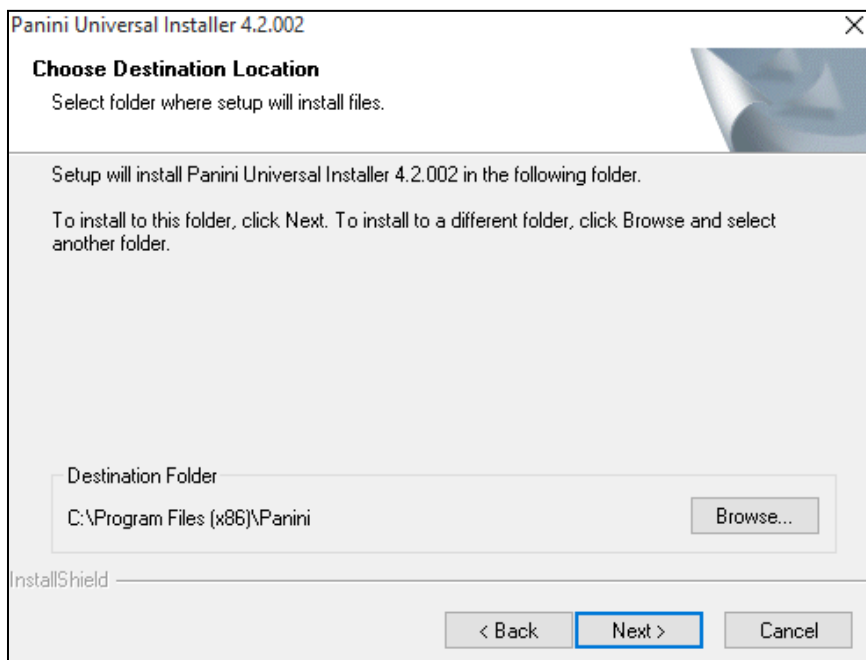 Panini Universal Installer 4.2.002
Choose Destination Location
Select folder where setup will install files.
Setup will install Panini Universal Installer 4.2.002 in the following folder.
To install to this folder, click Next. To install to a different folder, click Browse and select
another folder.
Destination Folder
C:\Program Files (x86)\Panini
Browse...
InstallShield
< Back
Next >
Cancel